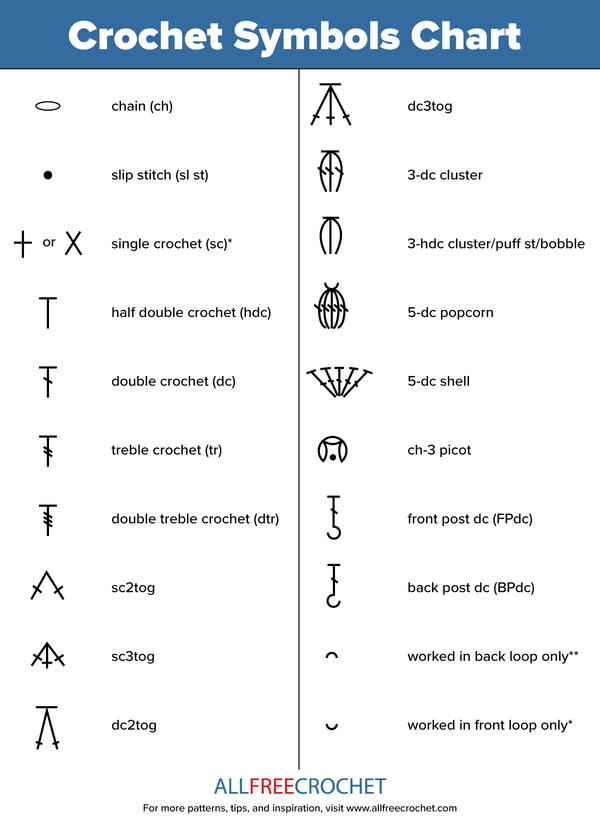 Crochet Symbols Chart
chain (ch)
slip stitch (sl st)
or
single crochet (sc)*
half double crochet (hdc)
double crochet (dc)
treble crochet (tr)
double treble crochet (dtr)
sc2tog
sc3tog
dc2tog
dc3tog
3-dc cluster
3-hdc cluster/puff st/bobble
5-dc popcorn
5-dc shell
ch-3 picot
front post dc (FPdc)
back post dc (BPdc)
worked in back loop only**
worked in front loop only*
ALLFREECROCHET
For more patterns, tips, and inspiration, visit www.allfreecrochet.com